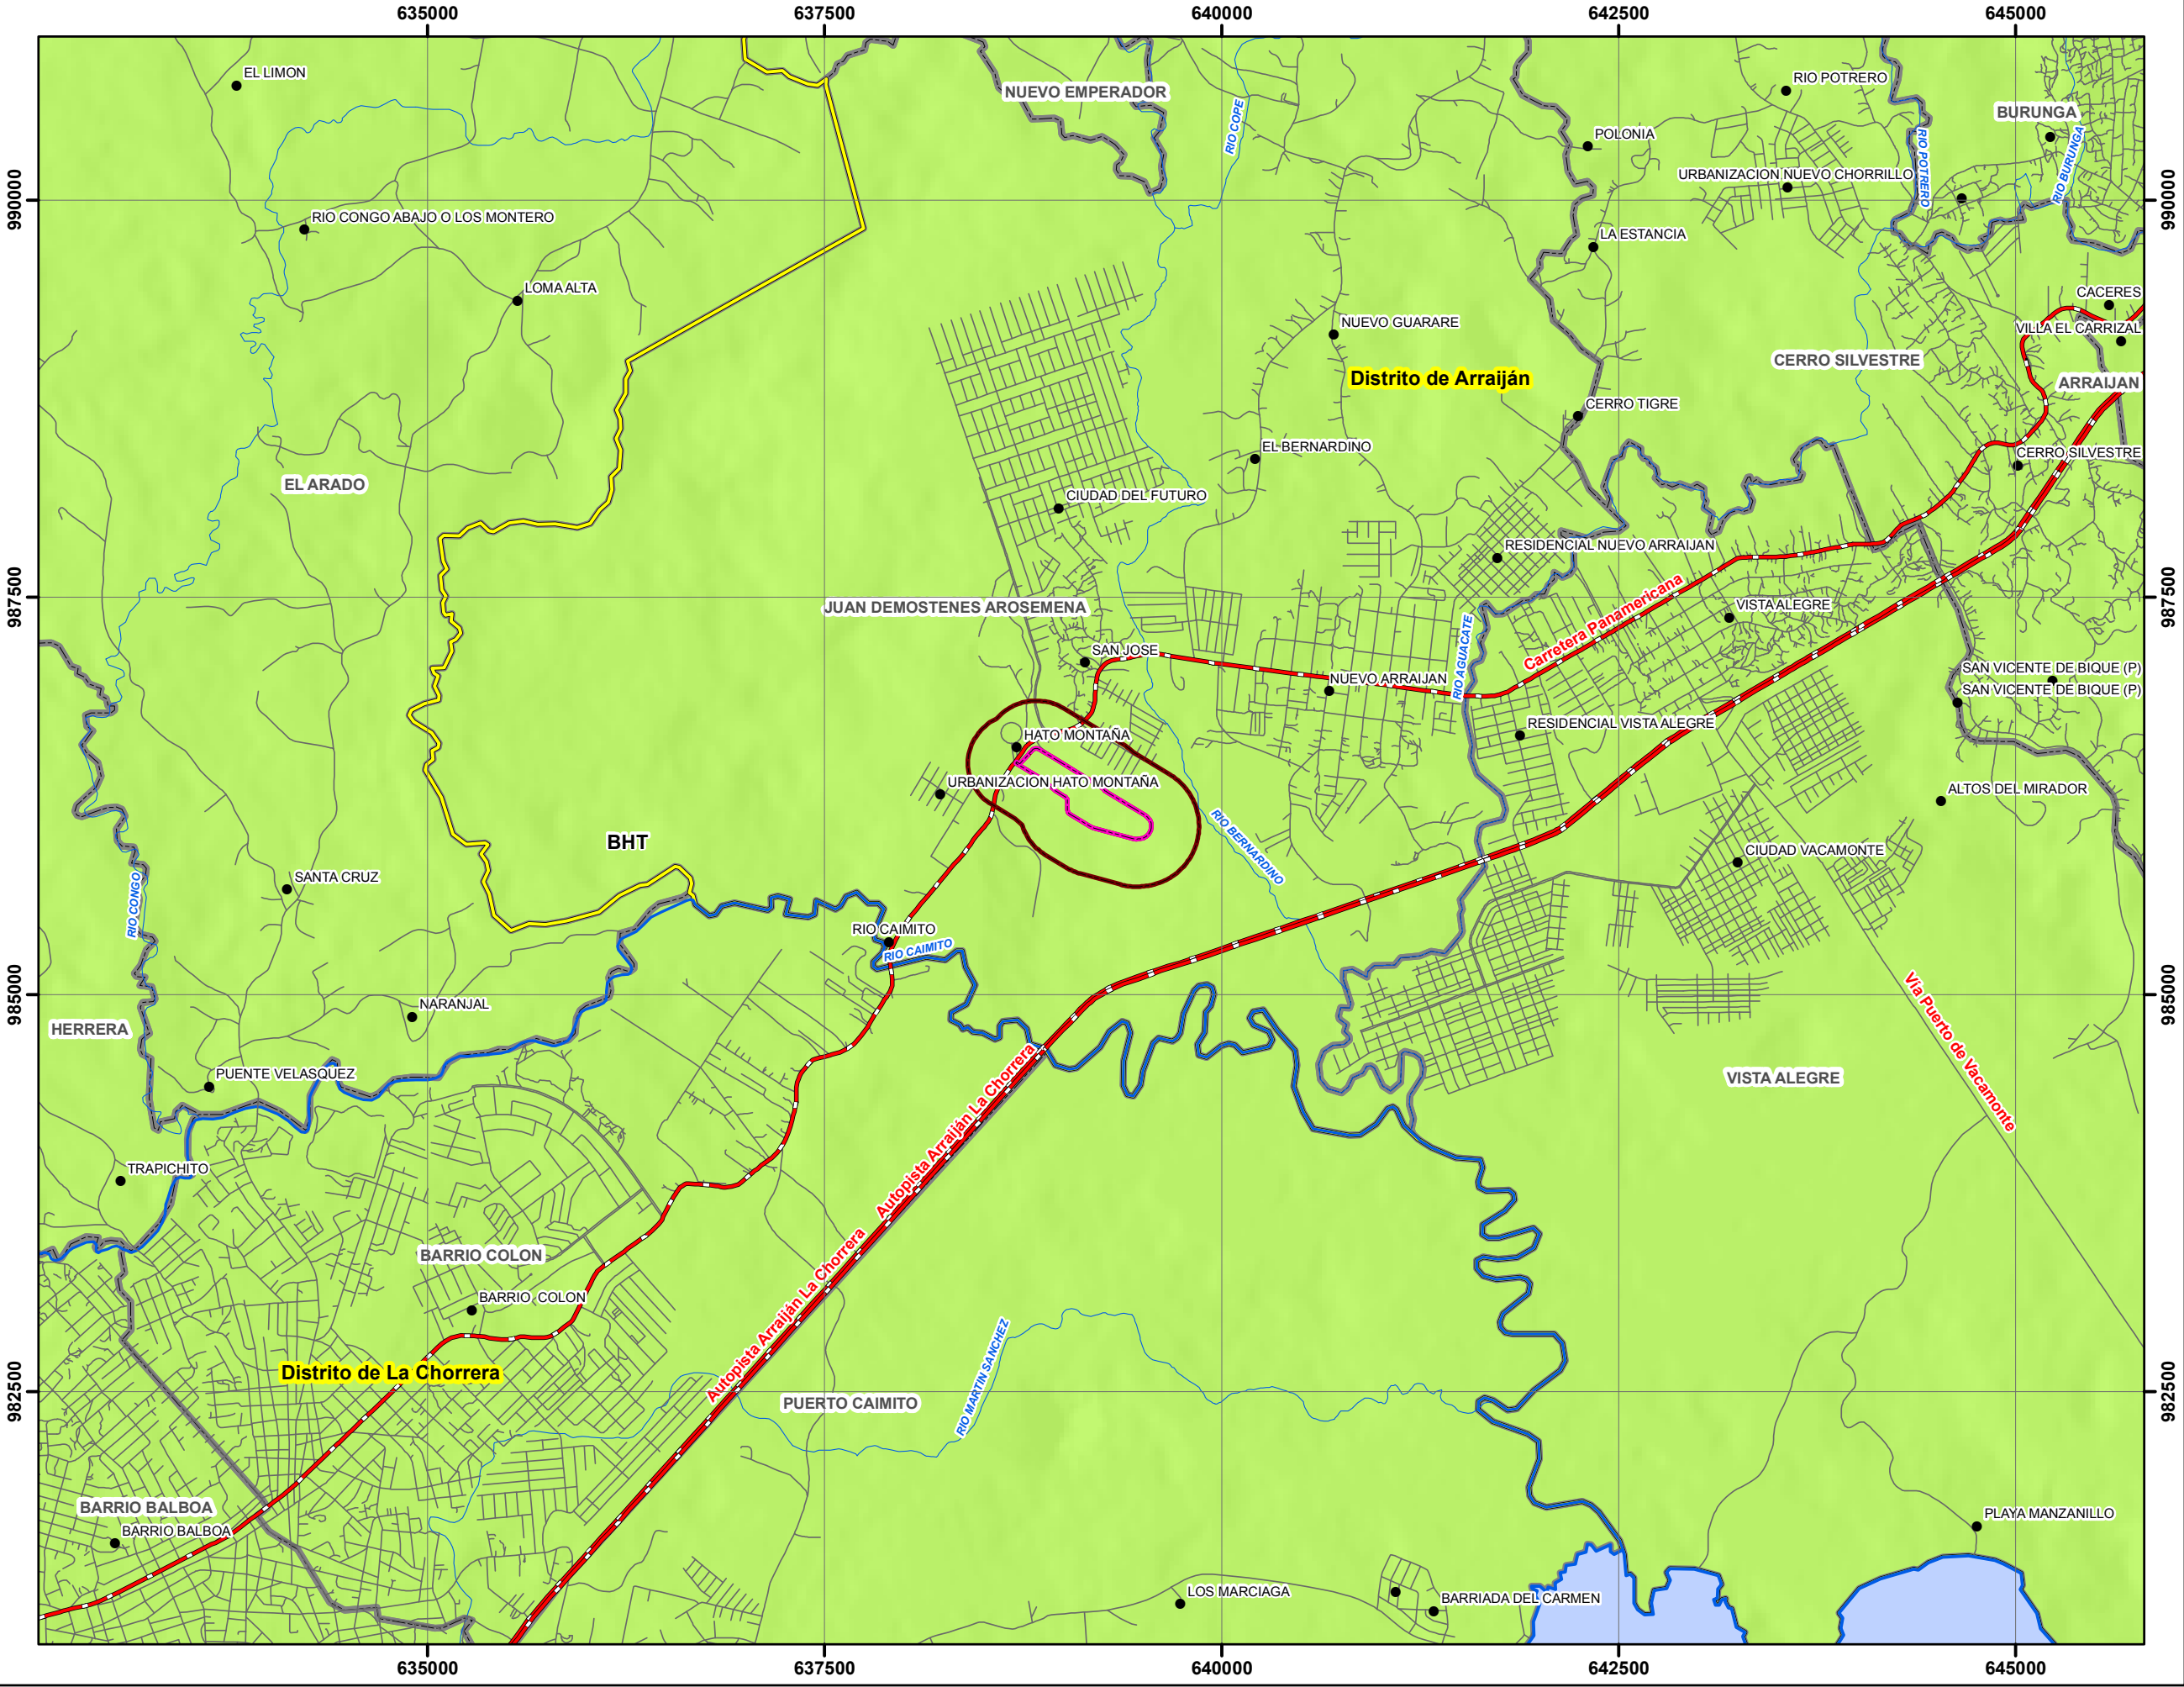 635000
637500
640000
642500
645000
EL LIMON
NUEVO EMPERADOR
RIO COPE
RIO POTRERO
BURUNGA
POLONIA
RIO POTRERO
RIO BURUNGA
URBANIZACION NUEVO CHORRILLO
990000
990000
RIO CONGO ABAJO O LOS MONTERO
LA ESTANCIA
LOMA ALTA
CACERES
NUEVO GUARARE
VILLA EL CARRIZAL
CERRO SILVESTRE
Distrito de Arraiján
ARRAIJAN
CERRO TIGRE
EL BERNARDINO
CERRO SILVESTRE
EL ARADO
CIUDAD DEL FUTURO
RESIDENCIAL NUEVO ARRAIJAN
987500
987500
JUAN DEMOSTENES AROSEMENA
Carretera Panamericana
VISTA ALEGRE
RIO AGUACATE
SAN JOSE
SAN VICENTE DE BIQUE (P)
NUEVO ARRAIJAN
SAN VICENTE DE BIQUE (P)
RESIDENCIAL VISTA ALEGRE
HATO MONTAÑA
URBANIZACION HATO MONTAÑA
ALTOS DEL MIRADOR
BHT
RIO BERNARDINO
CIUDAD VACAMONTE
SANTA CRUZ
RIO CONGO
RIO CAIMITO
RIO CAIMITO
985000
985000
NARANJAL
HERRERA
Vía Puerto de Vacamonte
PUENTE VELASQUEZ
VISTA ALEGRE
Autopista Arraiján La Chorrera
TRAPICHITO
BARRIO COLON
Autopista Arraiján La Chorrera
BARRIO COLON
RIO MARTIN SANCHEZ
Distrito de La Chorrera
982500
982500
PUERTO CAIMITO
BARRIO BALBOA
PLAYA MANZANILLO
BARRIO BALBOA
LOS MARCIAGA
BARRIADA DEL CARMEN
635000
637500
640000
642500
645000